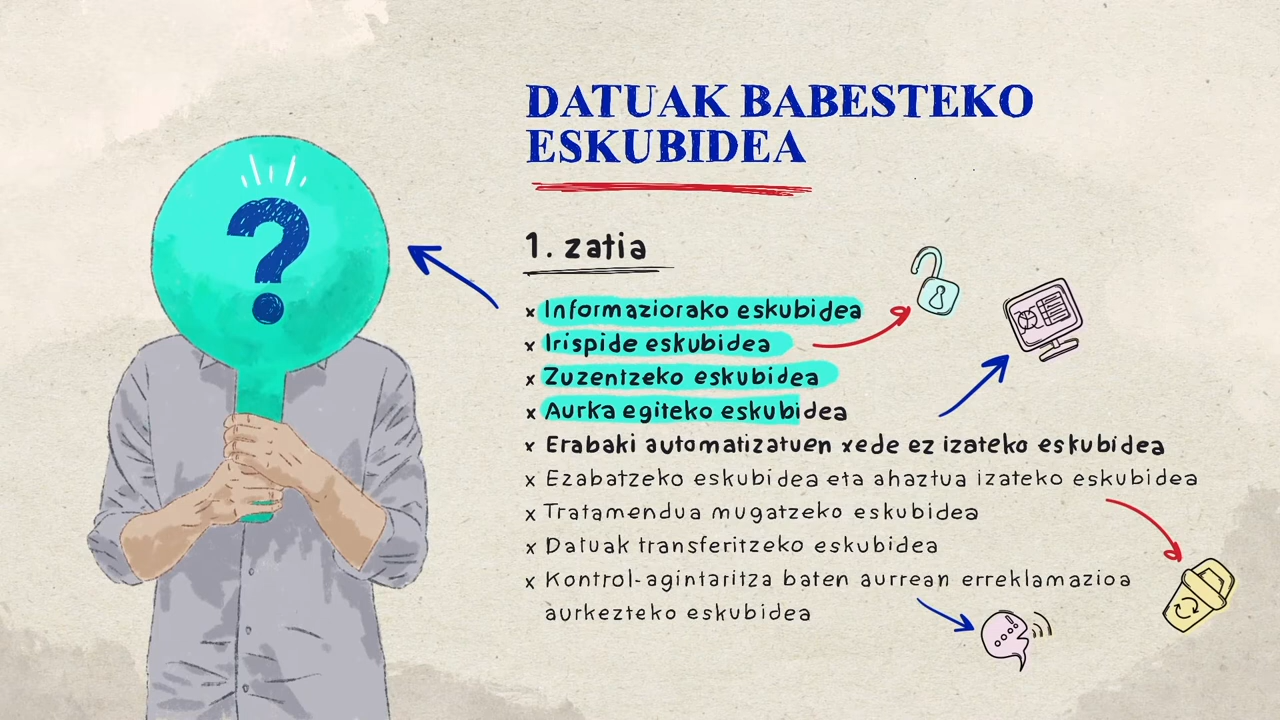 ?
DATUAK BABESTEKO
ESKUBIDEA
1. zatia
x Informaziorako eskubidea
x Irispide eskubidea
x Zuzentzeko eskubidea
x Aurka egiteko eskubidea
x Erabaki automatizatuen xede ez izateko eskubidea
x Ezabatzeko eskubidea eta ahaztua izateko eskubidea
x Tratamendua mugatzeko eskubidea
x Datuak transferitzeko eskubidea
x Kontrol-agintaritza baten aurrean erreklamazioa
aurkezteko eskubidea